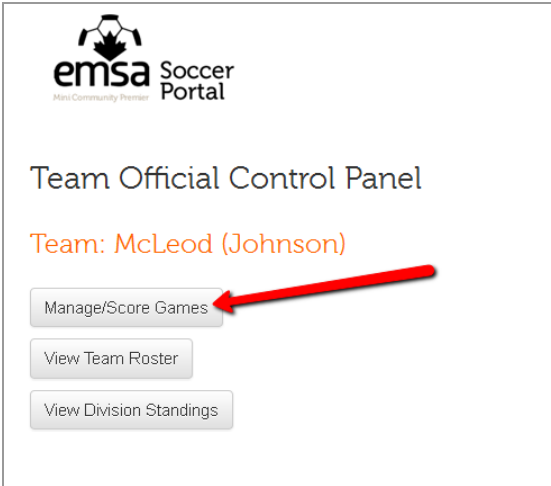 emsa Soccer
Mini Community Premier Portal
Team Official Control Panel
Team: McLeod (Johnson)
Manage/Score Games
View Team Roster
View Division Standings